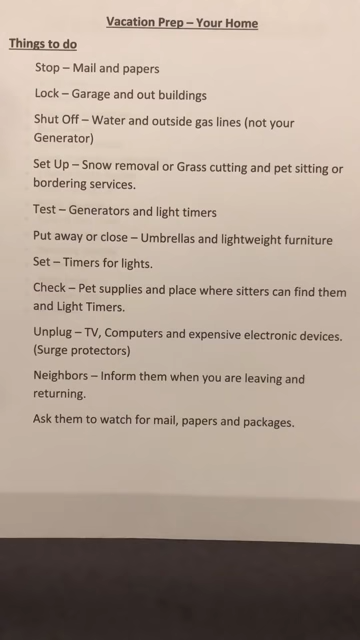 Vacation Prep – Your Home
Things to do
Stop – Mail and papers
Lock – Garage and out buildings
Shut Off – Water and outside gas lines (not your
Generator)
Set Up – Snow removal or Grass cutting and pet sitting or
bordering services.
Test – Generators and light timers
Put away or close – Umbrellas and lightweight furniture
Set – Timers for lights.
Check – Pet supplies and place where sitters can find them
and Light Timers.
Unplug – TV, Computers and expensive electronic devices.
(Surge protectors)
Neighbors – Inform them when you are leaving and
returning.
Ask them to watch for mail, papers and packages.